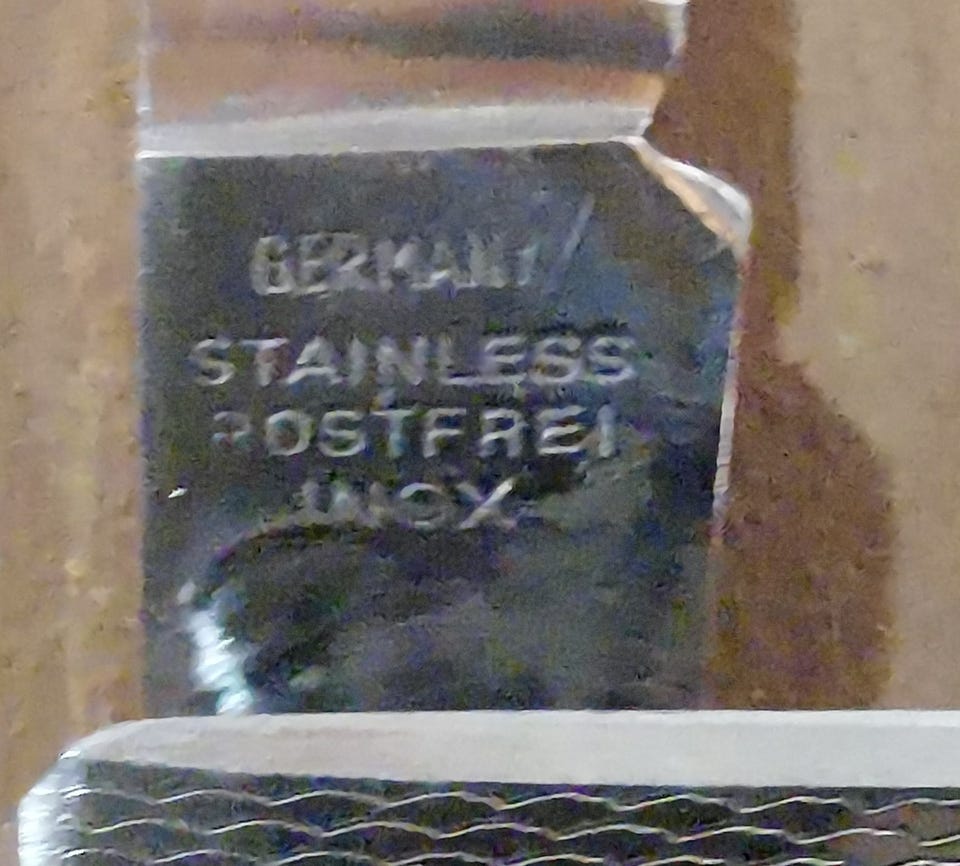 GERMANY
STAINLESS
ROSTFREI
INOX